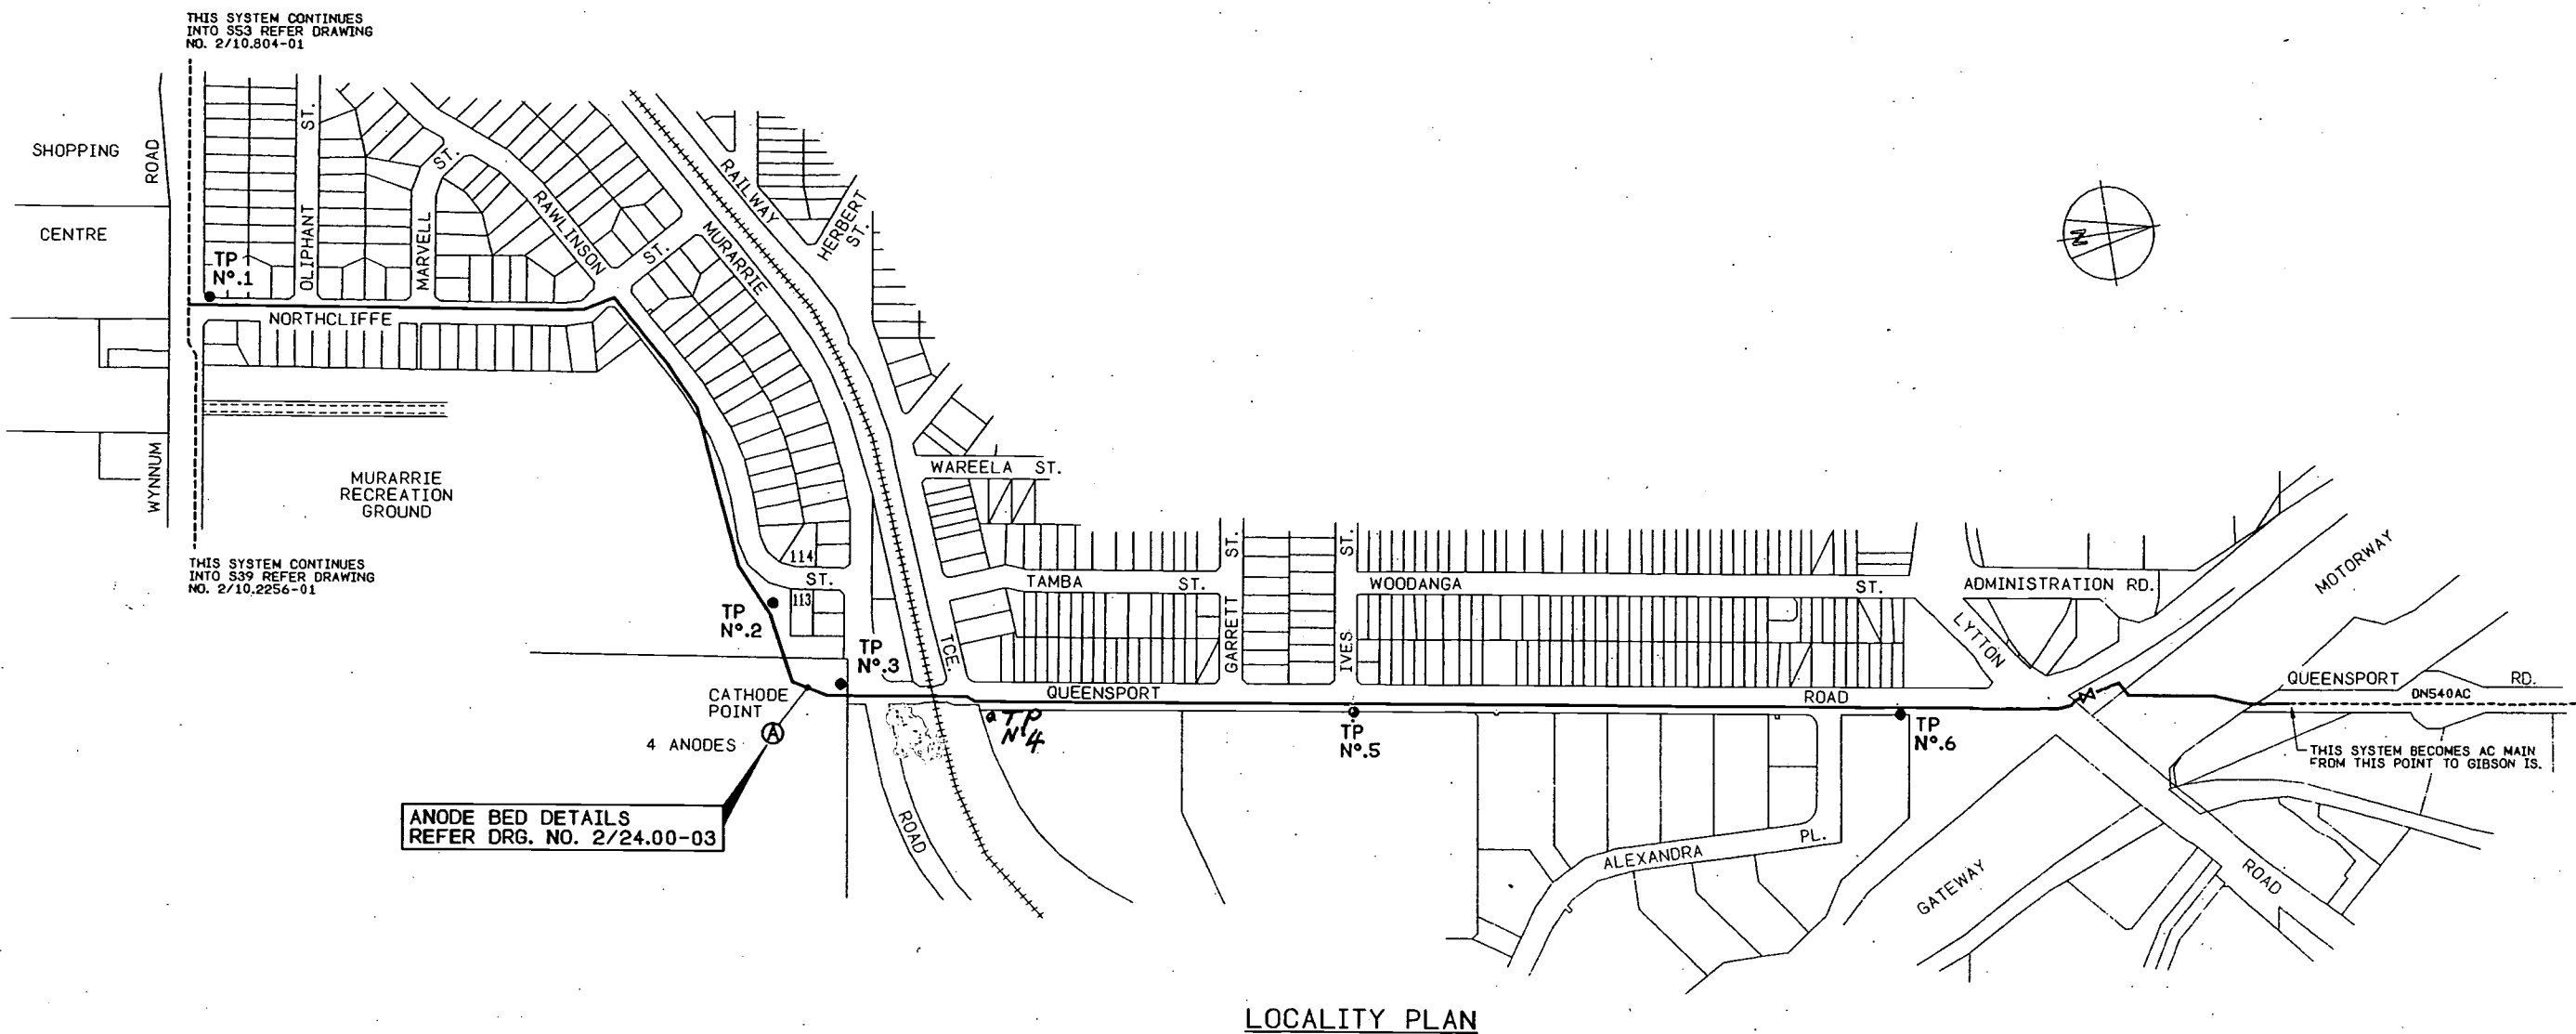 THIS SYSTEM CONTINUES
INTO S53 REFER DRAWING
NO. 2/10.804-01
SHOPPING
CENTRE
ROAD
WYNNUM
TP
Nº.1
OLIPHANT ST.
MARVELL ST.
RAWLINSON ST.
NORTHCLIFFE
RAILWAY
MURARRIE
HERBERT
ST.
N
MURARRIE
RECREATION
GROUND
THIS SYSTEM CONTINUES
INTO S39 REFER DRAWING
NO. 2/10.2256-01
WAREELA ST.
114
ST.
113
TP
Nº.2
TP
Nº.3
TCE.
TAMBA ST.
GARRETT ST.
IVES ST.
WOODANGA ST.
ADMINISTRATION RD.
LYTTON
MOTORWAY
CATHODE
POINT
A
4 ANODES
QUEENSPORT ROAD
QUEENSPORT RD.
DN540AC
TP
Nº4
TP
Nº.5
TP
Nº.6
THIS SYSTEM BECOMES AC MAIN
FROM THIS POINT TO GIBSON IS.
ANODE BED DETAILS
REFER DRG. NO. 2/24.00-03
ROAD
ALEXANDRA PL.
GATEWAY
ROAD
LOCALITY PLAN